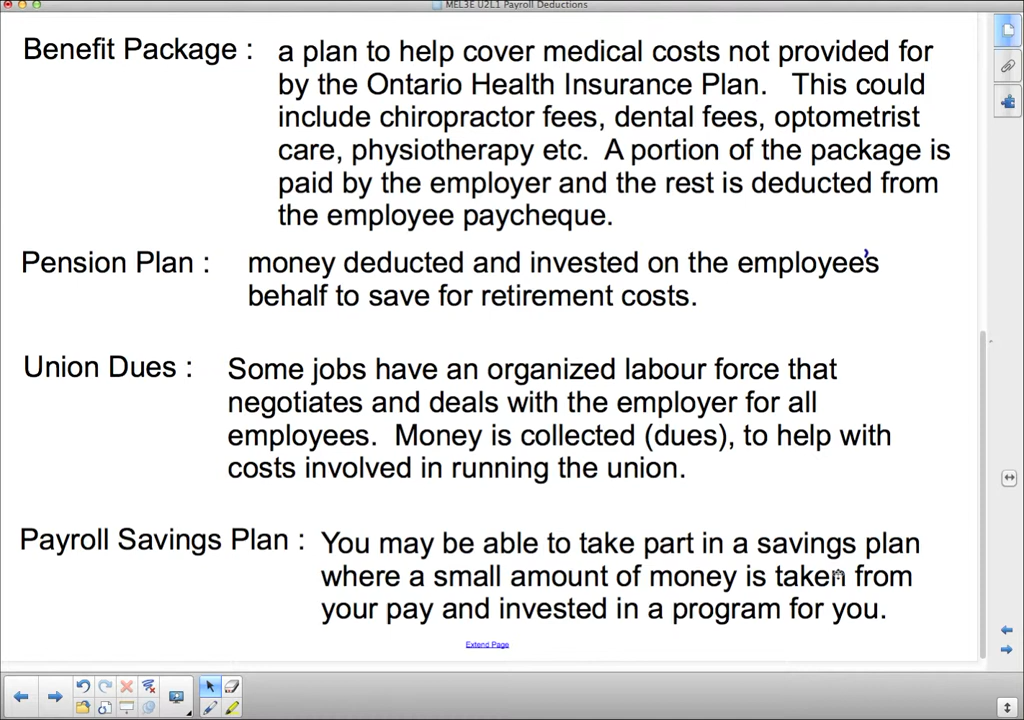 MEL3E U2L1 Payroll Deductions
Benefit Package : a plan to help cover medical costs not provided for
by the Ontario Health Insurance Plan. This could
include chiropractor fees, dental fees, optometrist
care, physiotherapy etc. A portion of the package is
paid by the employer and the rest is deducted from
the employee paycheque.
Pension Plan : money deducted and invested on the employee's
behalf to save for retirement costs.
Union Dues : Some jobs have an organized labour force that
negotiates and deals with the employer for all
employees. Money is collected (dues), to help with
costs involved in running the union.
Payroll Savings Plan : You may be able to take part in a savings plan
where a small amount of money is taken from
your pay and invested in a program for you.
Extend Page